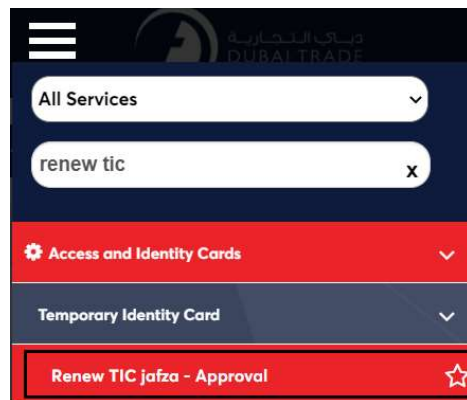 دبي التجارية
DUBAI TRADE
All Services
renew tic
x
Access and Identity Cards
Temporary Identity Card
Renew TIC jafza - Approval